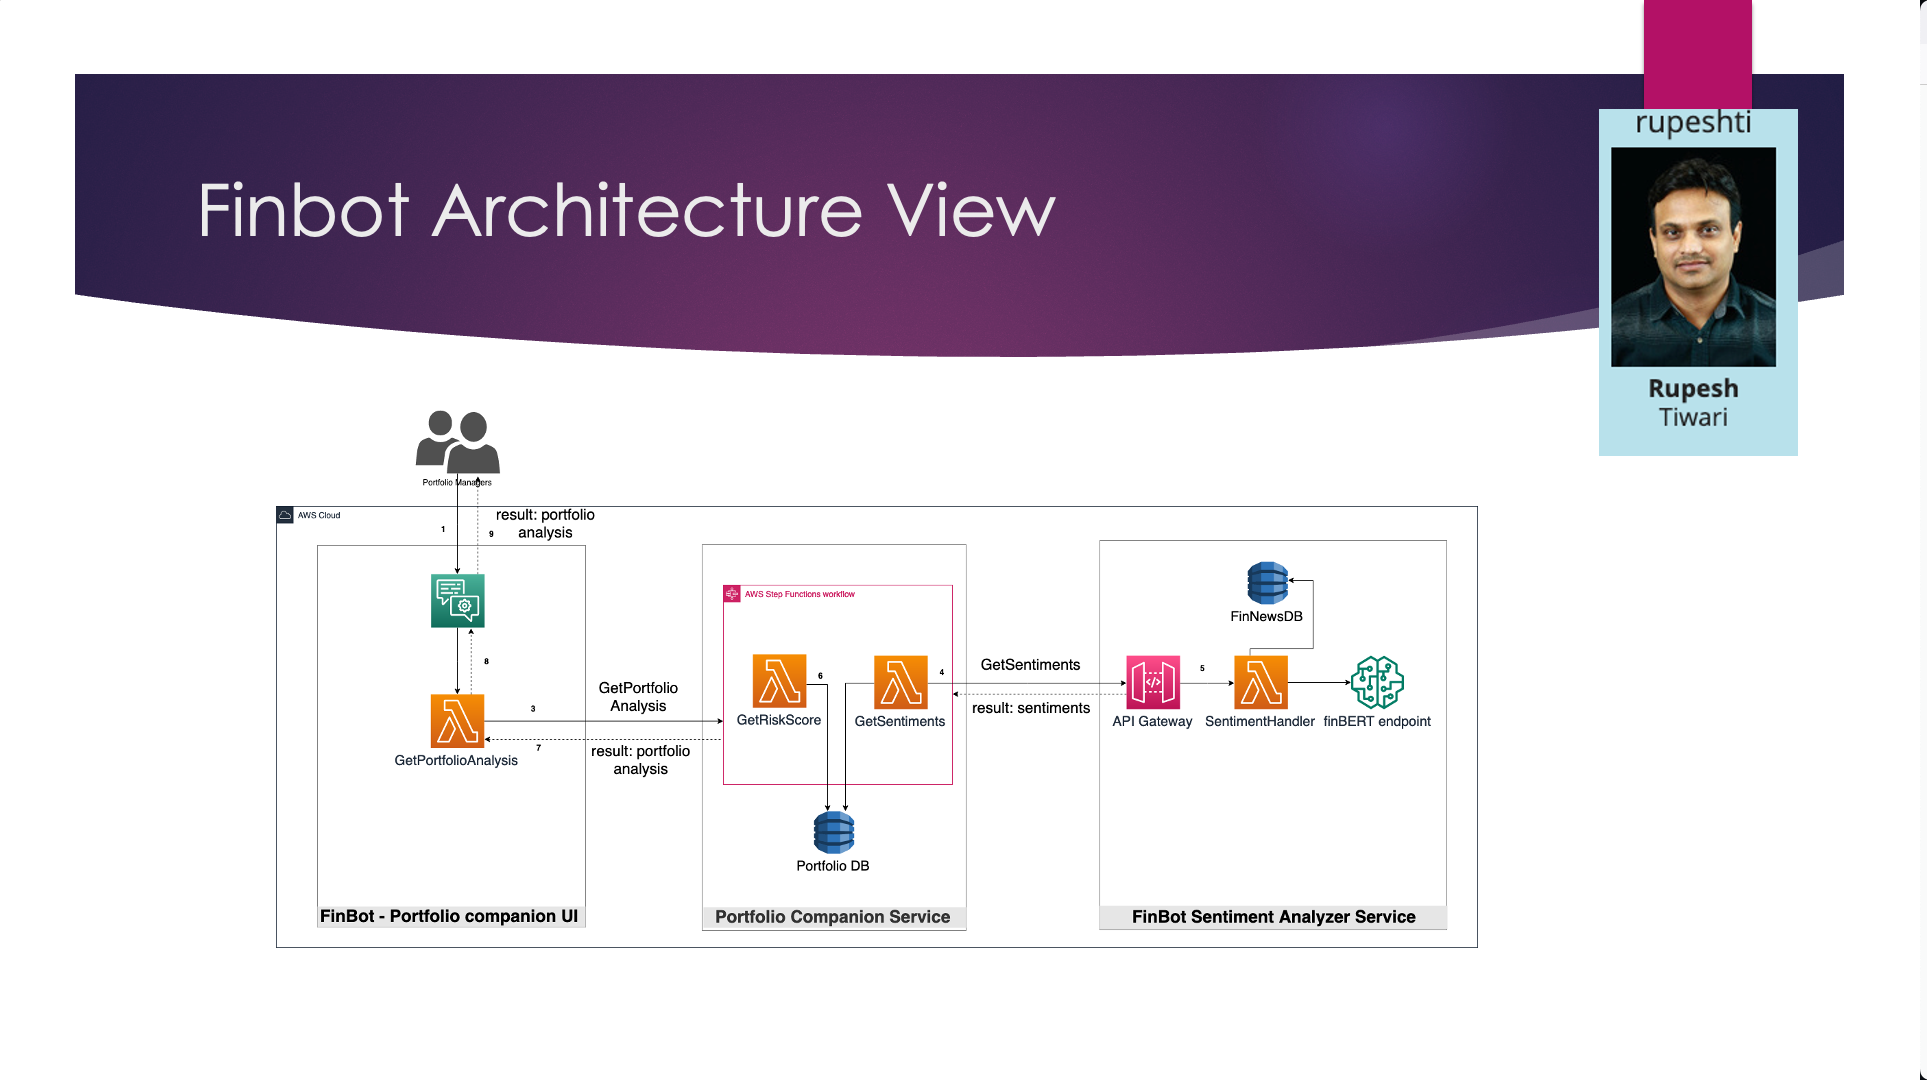 rupeshti
Finbot Architecture View
Rupesh
Tiwari
Portfolio Managers
AWS Cloud
1
9
result: portfolio
analysis
8
GetPortfolioAnalysis
3
GetPortfolio
Analysis
7
result: portfolio
analysis
FinBot - Portfolio companion UI
AWS Step Functions workflow
6
GetRiskScore
4
GetSentiments
Portfolio DB
Portfolio Companion Service
GetSentiments
result: sentiments
FinNewsDB
5
API Gateway
SentimentHandler
finBERT endpoint
FinBot Sentiment Analyzer Service